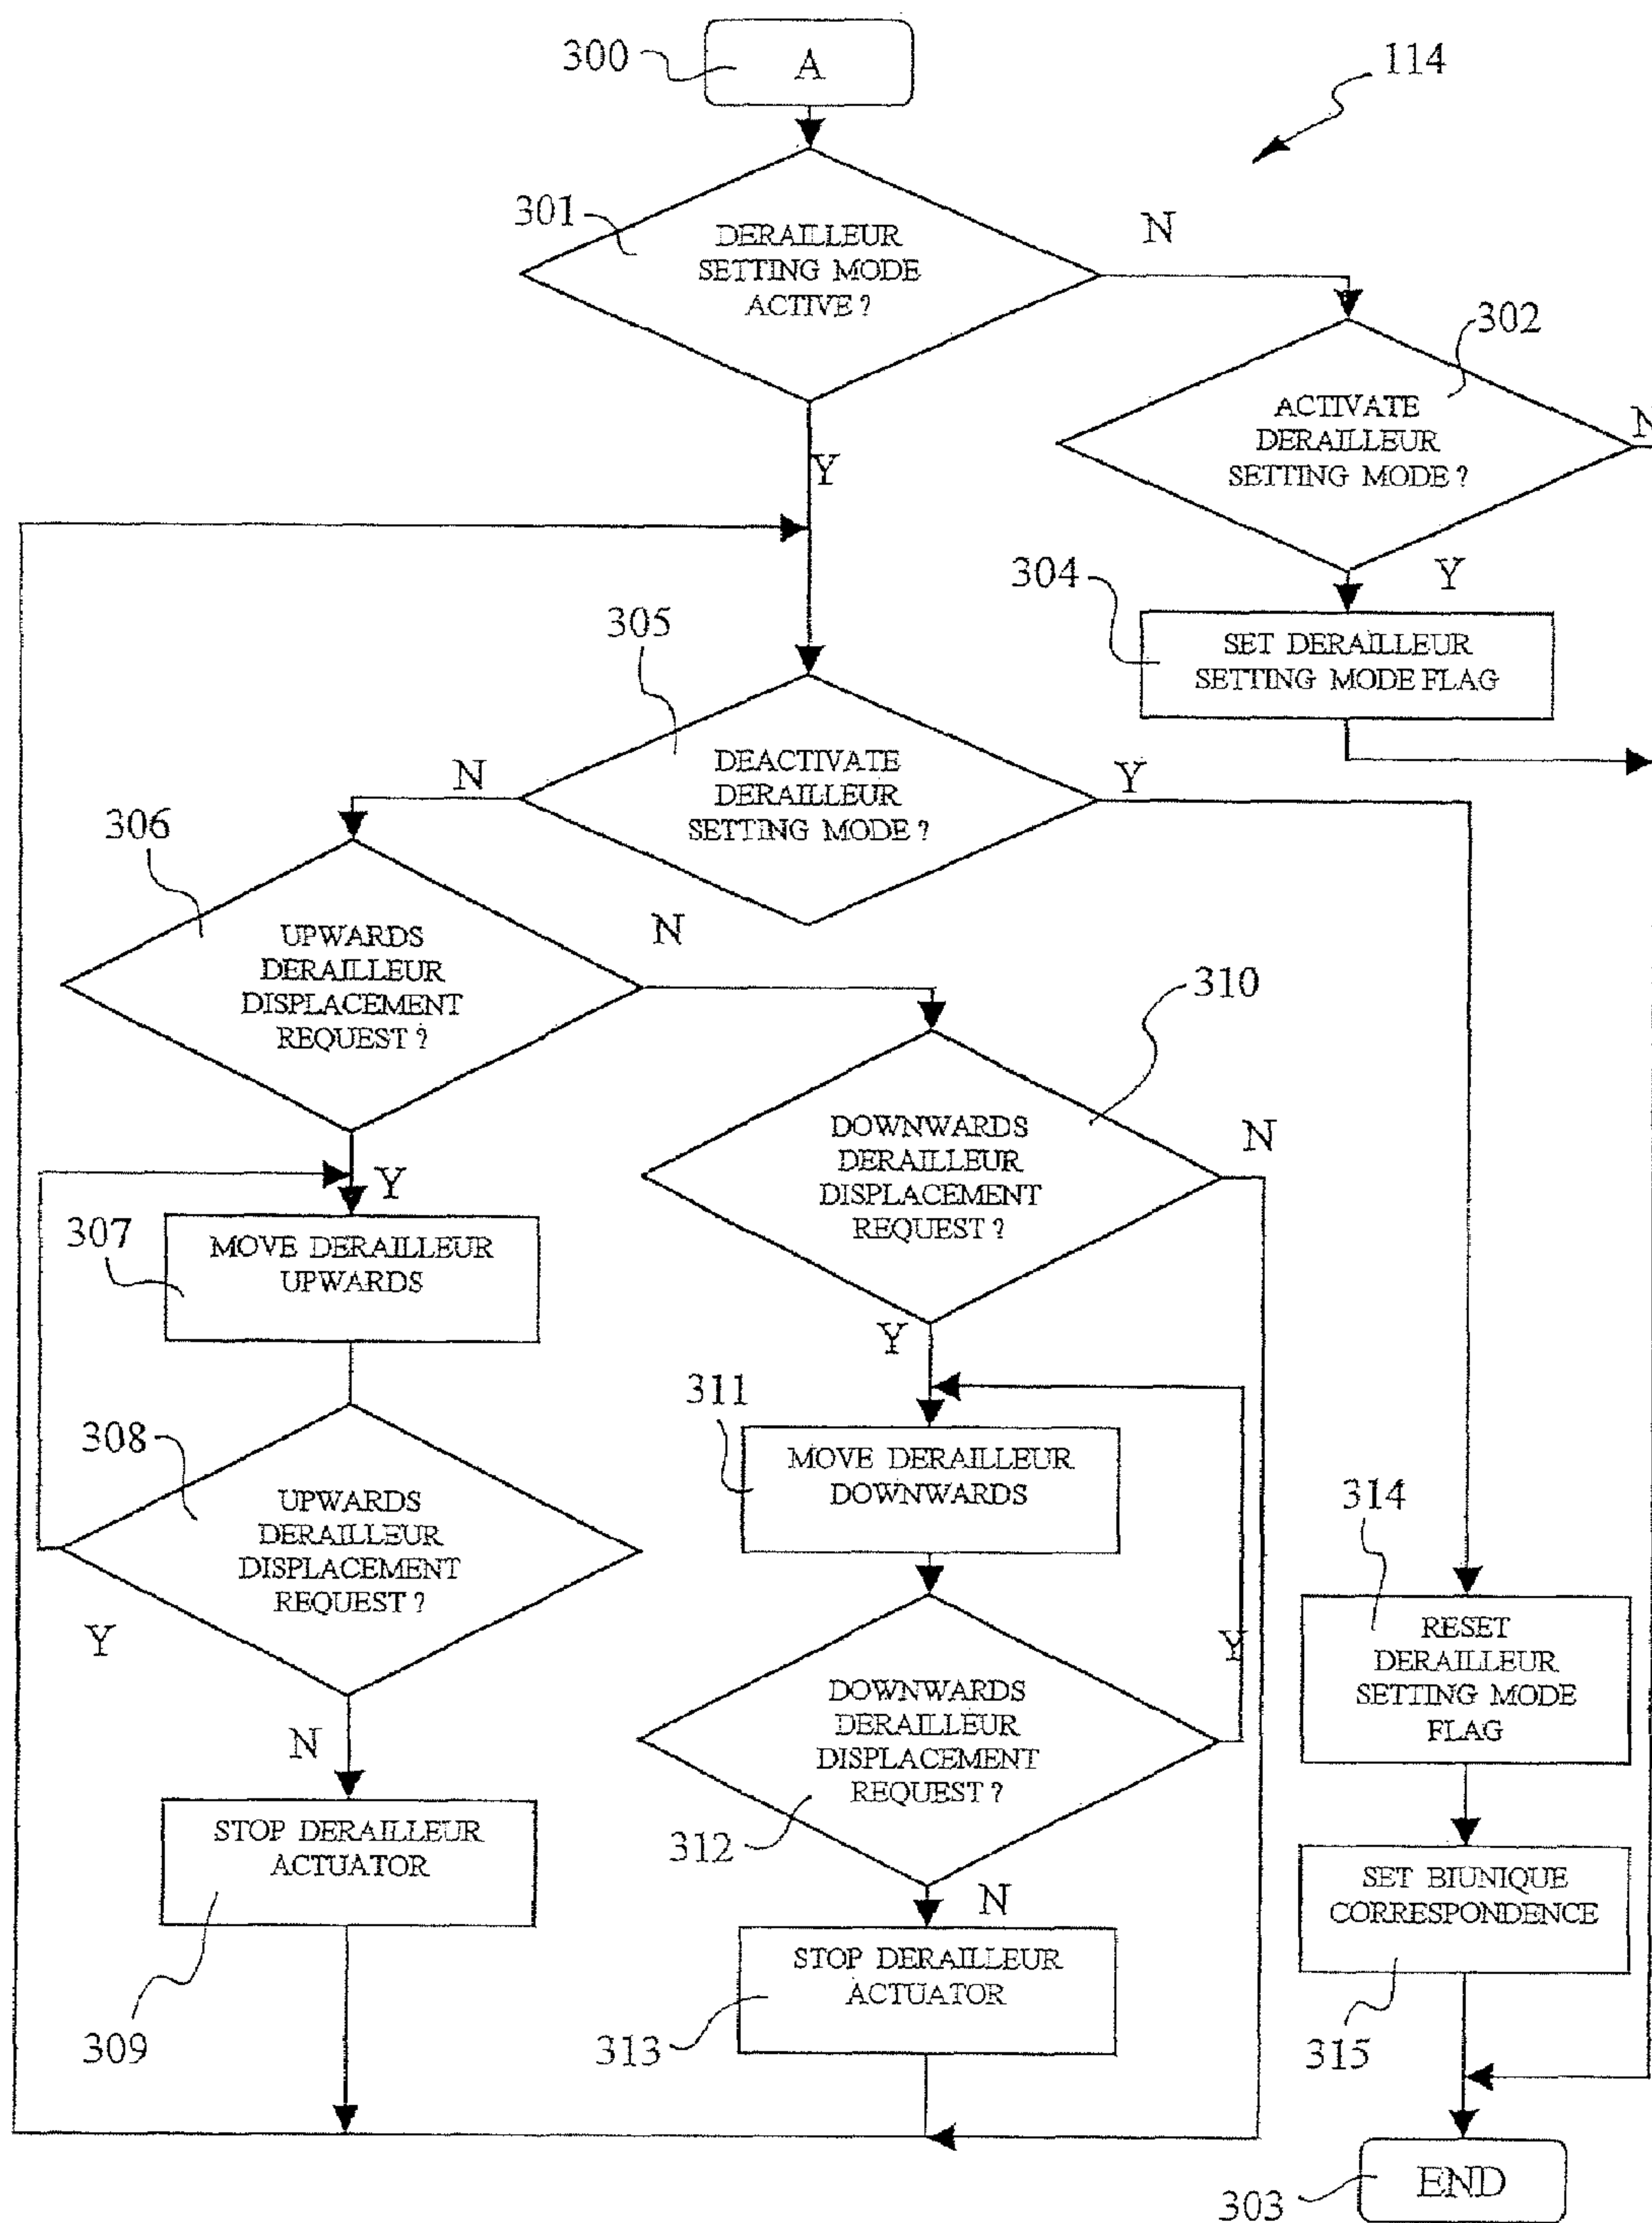 300
A
114
301
DERAILLEUR
SETTING MODE
ACTIVE ?
N
302
ACTIVATE
DERAILLEUR
SETTING MODE ?
N
Y
Y
304
SET DERAILLEUR
SETTING MODE FLAG
305
DEACTIVATE
DERAILLEUR
SETTING MODE ?
N
Y
306
UPWARDS
DERAILLEUR
DISPLACEMENT
REQUEST ?
N
310
DOWNWARDS
DERAILLEUR
DISPLACEMENT
REQUEST ?
N
Y
307
MOVE DERAILLEUR
UPWARDS
Y
311
MOVE DERAILLEUR
DOWNWARDS
308
UPWARDS
DERAILLEUR
DISPLACEMENT
REQUEST ?
Y
N
314
RESET
DERAILLEUR
SETTING MODE
FLAG
Y
DOWNWARDS
DERAILLEUR
DISPLACEMENT
REQUEST ?
312
N
STOP DERAILLEUR
ACTUATOR
309
SET BIUNIQUE
CORRESPONDENCE
315
STOP DERAILLEUR
ACTUATOR
313
END
303